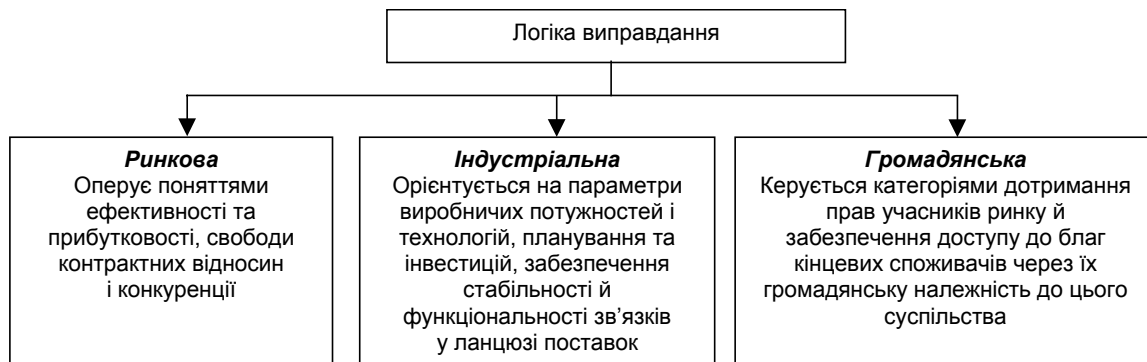 Логіка виправдання
Ринкова
Оперує поняттями
ефективності та
прибутковості, свободи
контрактних відносин
і конкуренції
Індустріальна
Орієнтується на параметри
виробничих потужностей і
технологій, планування та
інвестицій, забезпечення
стабільності й
функціональності зв’язків
у ланцюзі поставок
Громадянська
Керується категоріями дотримання
прав учасників ринку й
забезпечення доступу до благ
кінцевих споживачів через їх
громадянську належність до цього
суспільства